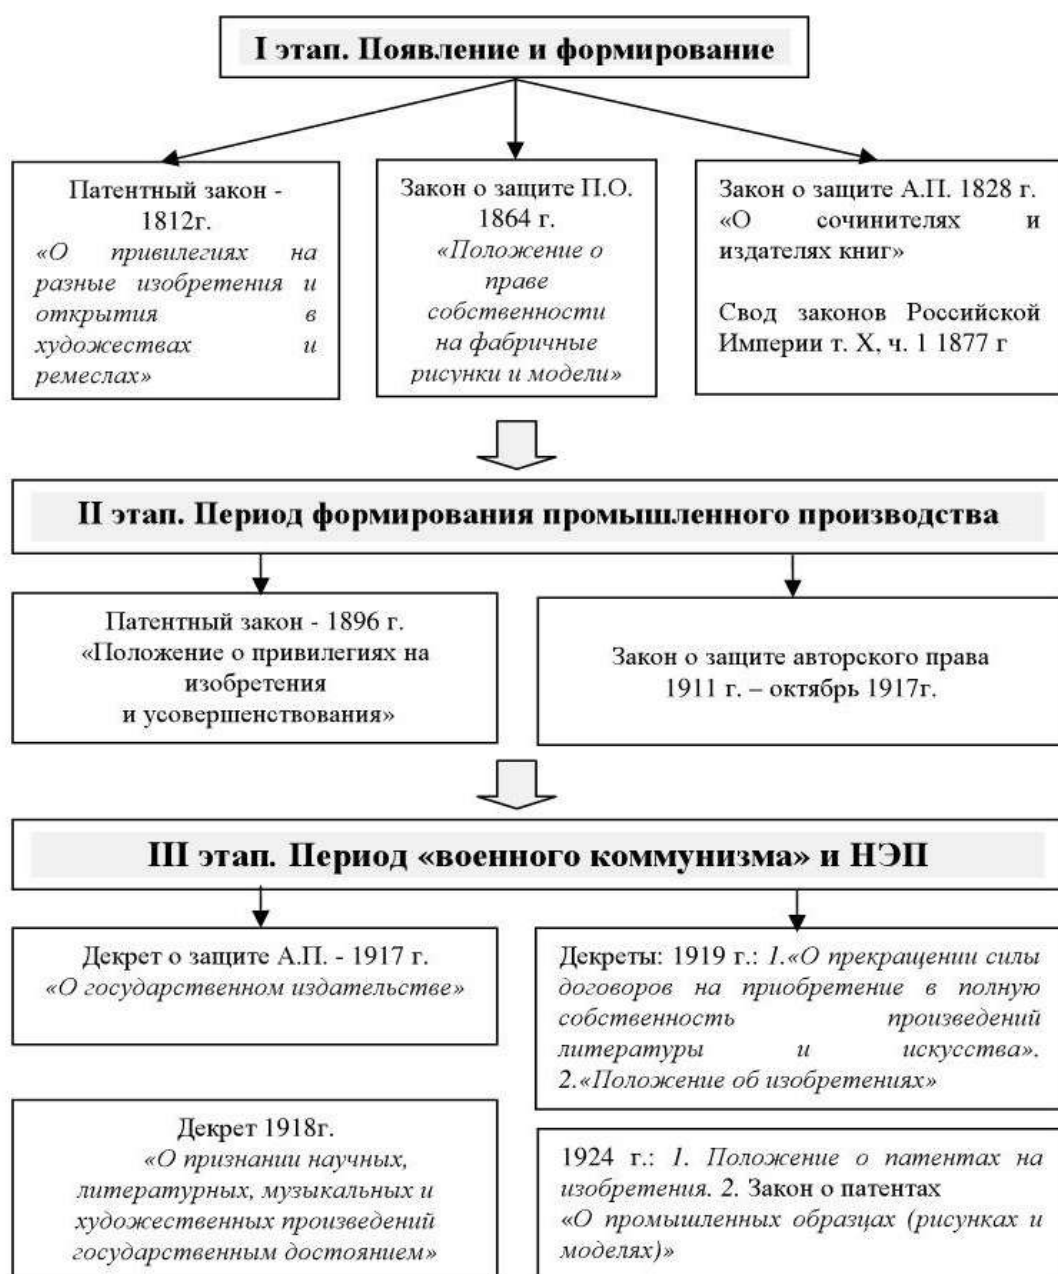 I этап. Появление и формирование
Патентный закон -
1812г.
«О привилегиях на
разные изобретения и
открытия в
художествах и
ремеслах»
Закон о защите П.О.
1864 г.
«Положение о
праве
собственности
на фабричные
рисунки и модели»
Закон о защите А.П. 1828 г.
«О сочинителях и
издателях книг»
Свод законов Российской
Империи т. X, ч. 1 1877 г
II этап. Период формирования промышленного производства
Патентный закон - 1896 г.
«Положение о привилегиях на
изобретения
и усовершенствования»
Закон о защите авторского права
1911 г. – октябрь 1917г.
III этап. Период «военного коммунизма» и НЭП
Декрет о защите А.П. - 1917 г.
«О государственном издательстве»
Декреты: 1919 г.: 1.«О прекращении силы
договоров на приобретение в полную
собственность произведений
литературы и искусства».
2.«Положение об изобретениях»
Декрет 1918г.
«О признании научных,
литературных, музыкальных и
художественных произведений
государственным достоянием»
1924 г.: 1. Положение о патентах на
изобретения. 2. Закон о патентах
«О промышленных образцах (рисунках и
моделях)»